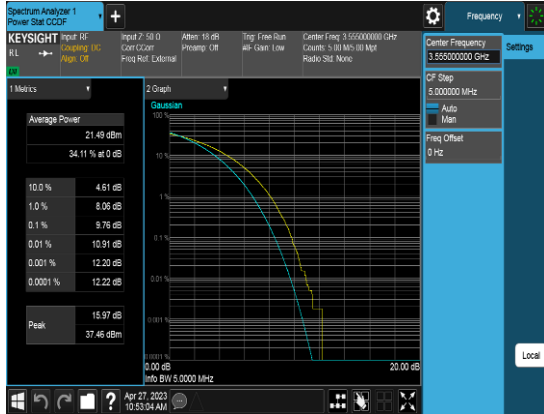 Spectrum Analyzer 1
Power Stat CCDF
+
Frequency
KEYSIGHT
RL
Input: RF
Coupling: DC
Align: Off
Input Z: 50 Ω
Corr CCorr
Freq Ref: External
Atten: 18 dB
Preamp: Off
Trig: Free Run
#IF Gain: Low
Center Freq: 3.555000000 GHz
Counts: 5.00 M/5.00 Mpt
Radio Std: None
Center Frequency
3.555000000 GHz
Settings
CF Step
5.000000 MHz
Auto
Man
Freq Offset
0 Hz
1 Metrics
Average Power
21.49 dBm
34.11 % at 0 dB
10.0 % 4.61 dB
1.0 % 8.06 dB
0.1 % 9.76 dB
0.01 % 10.91 dB
0.001 % 12.20 dB
0.0001 % 12.22 dB
Peak
15.97 dB
37.46 dBm
2 Graph
Gaussian
100 %
10 %
1 %
0.1 %
0.01 %
0.001 %
0.0001 %
0.00 dB
20.00 dB
Info BW 5.0000 MHz
Local
?
Apr 27, 2023
10:53:04 AM